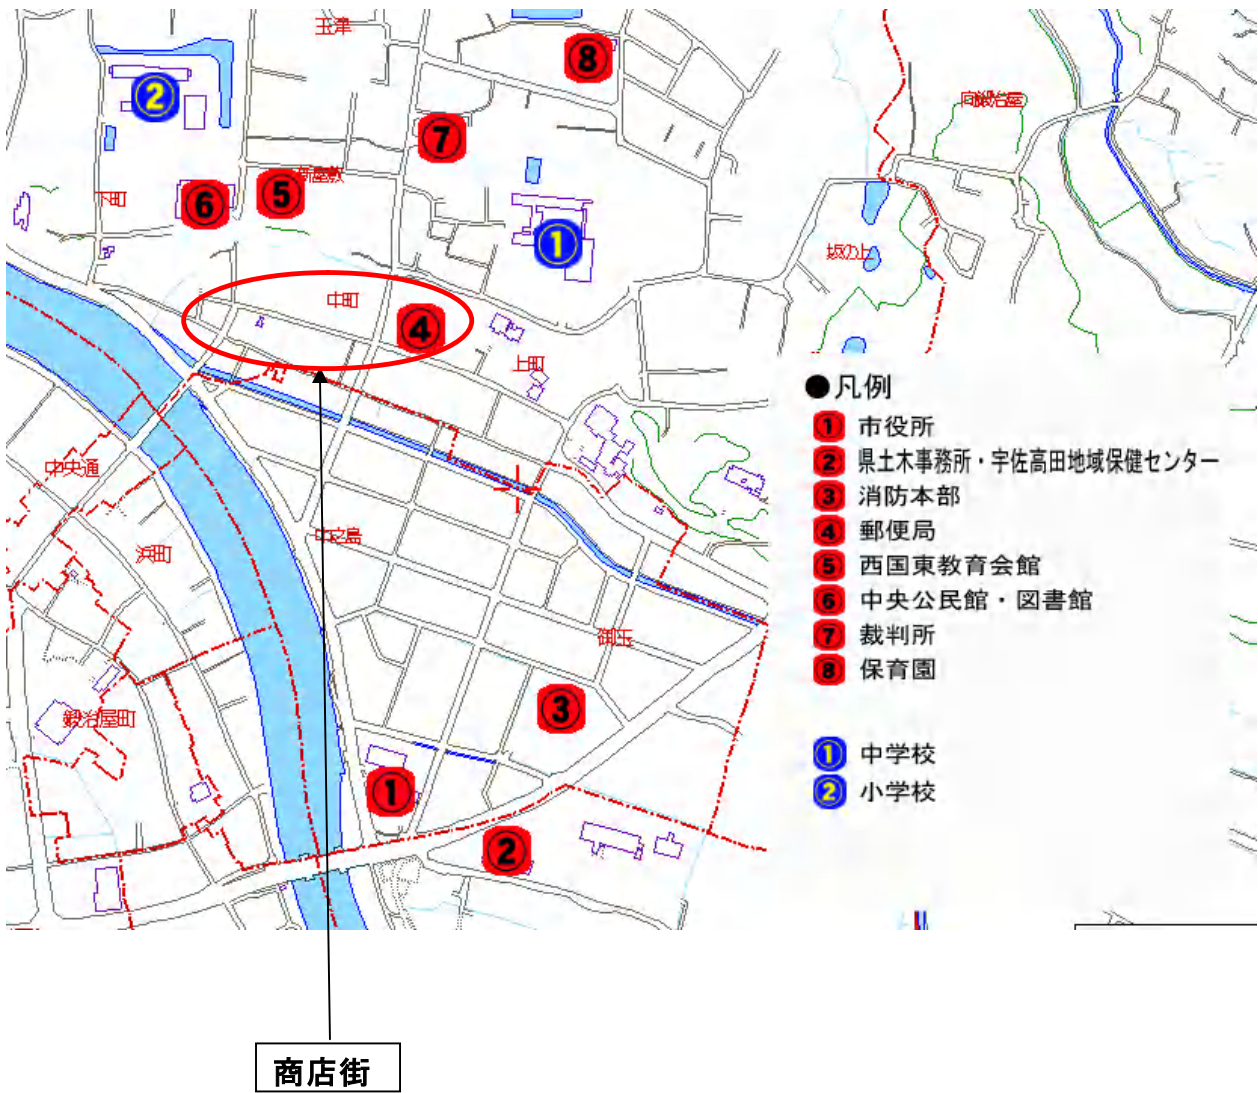 玉津
8
2
向鍛冶屋
7
下町
6
5
新屋敷
1
坂の上
中町
4
上町
中央通
中之島
浜町
御玉
鍛冶屋町
3
1
2
●凡例
1 市役所
2 県土木事務所・宇佐高田地域保健センター
3 消防本部
4 郵便局
5 西国東教育会館
6 中央公民館・図書館
7 裁判所
8 保育園
1 中学校
2 小学校
商店街